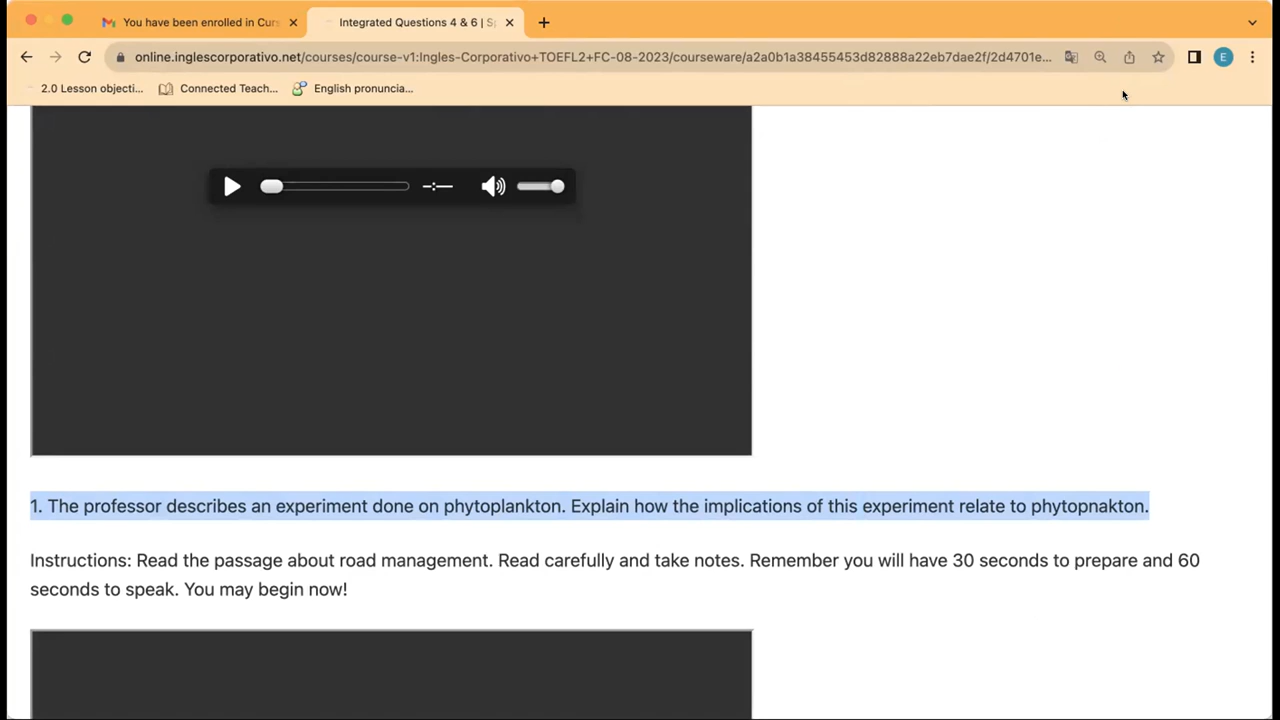 You have been enrolled in Curs
Integrated Questions 4 & 6 | Sp
online.inglescorporativo.net/courses/course-v1:Ingles-Corporativo+TOEFL2+FC-08-2023/courseware/a2a0b1a38455453d82888a22eb7dae2f/2d4701e...
E
2.0 Lesson objecti...
Connected Teach...
English pronuncia...
1. The professor describes an experiment done on phytoplankton. Explain how the implications of this experiment relate to phytopnakton.
Instructions: Read the passage about road management. Read carefully and take notes. Remember you will have 30 seconds to prepare and 60
seconds to speak. You may begin now!